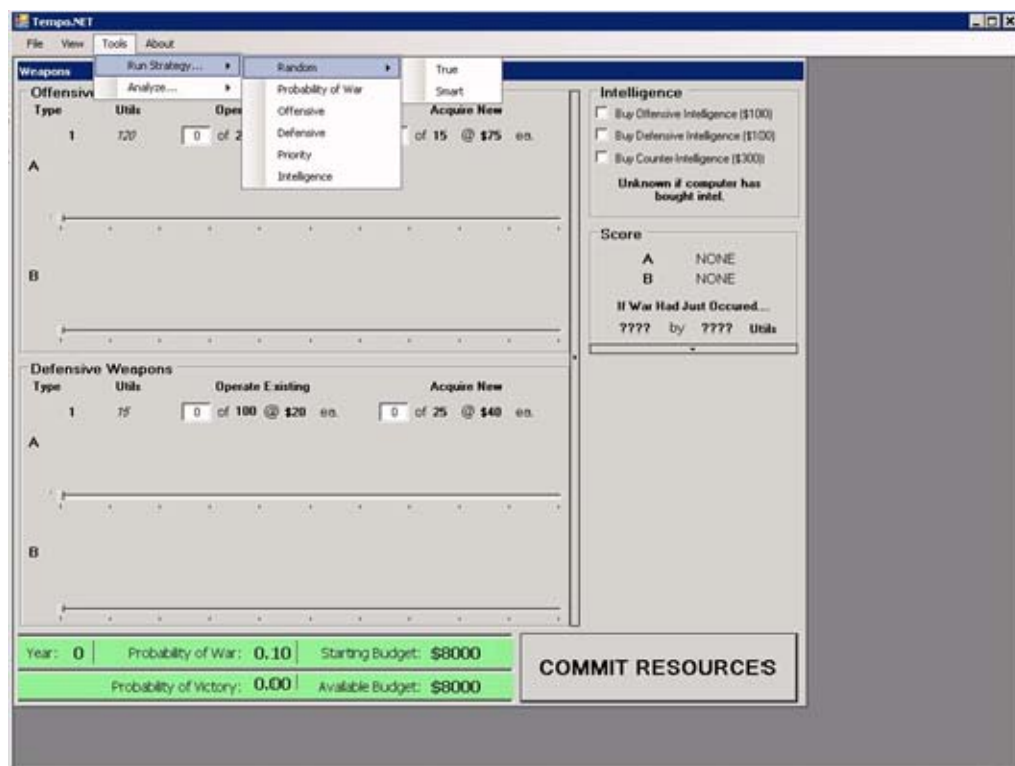 Tempo.NET
File View Tools About
Weapons Run Strategy... Random True
Analyze... Probability of War Smart
Offensive
Defensive
Priority
Intelligence
Offensiv
Type Utils Oper Acquire New
1 120 0 of 2 of 15 @ $75 ea.
A
B
Defensive Weapons
Type Utils Operate Existing Acquire New
1 75 0 of 100 @ $20 ea. 0 of 25 @ $40 ea.
A
B
Intelligence
Buy Offensive Intelligence ($100)
Buy Defensive Intelligence ($100)
Buy Counter-Intelligence ($300)
Unknown if computer has
bought intel.
Score
A NONE
B NONE
If War Had Just Occured...
???? by ???? Utils
Year: 0 Probability of War: 0.10 Starting Budget: $8000
Probability of Victory: 0.00 Available Budget: $8000
COMMIT RESOURCES